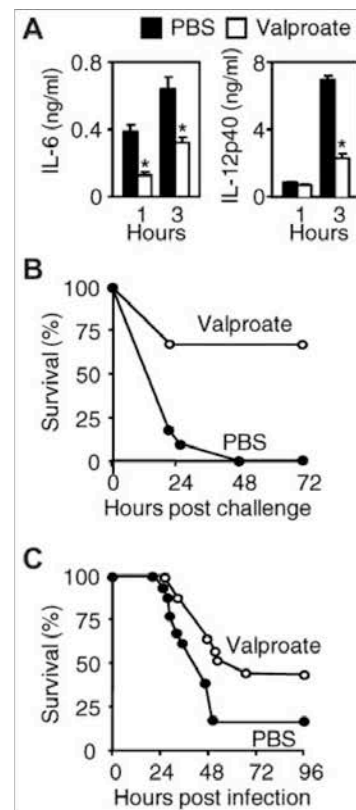 A
PBS Valproate
IL-6 (ng/ml)
0.8
0.4
0
*
*
1 3
Hours
IL-12p40 (ng/ml)
7
4
0
*
1 3
Hours
B
Survival (%)
100
75
50
25
0
Valproate
PBS
0 24 48 72
Hours post challenge
C
Survival (%)
100
75
50
25
0
Valproate
PBS
0 24 48 72 96
Hours post infection